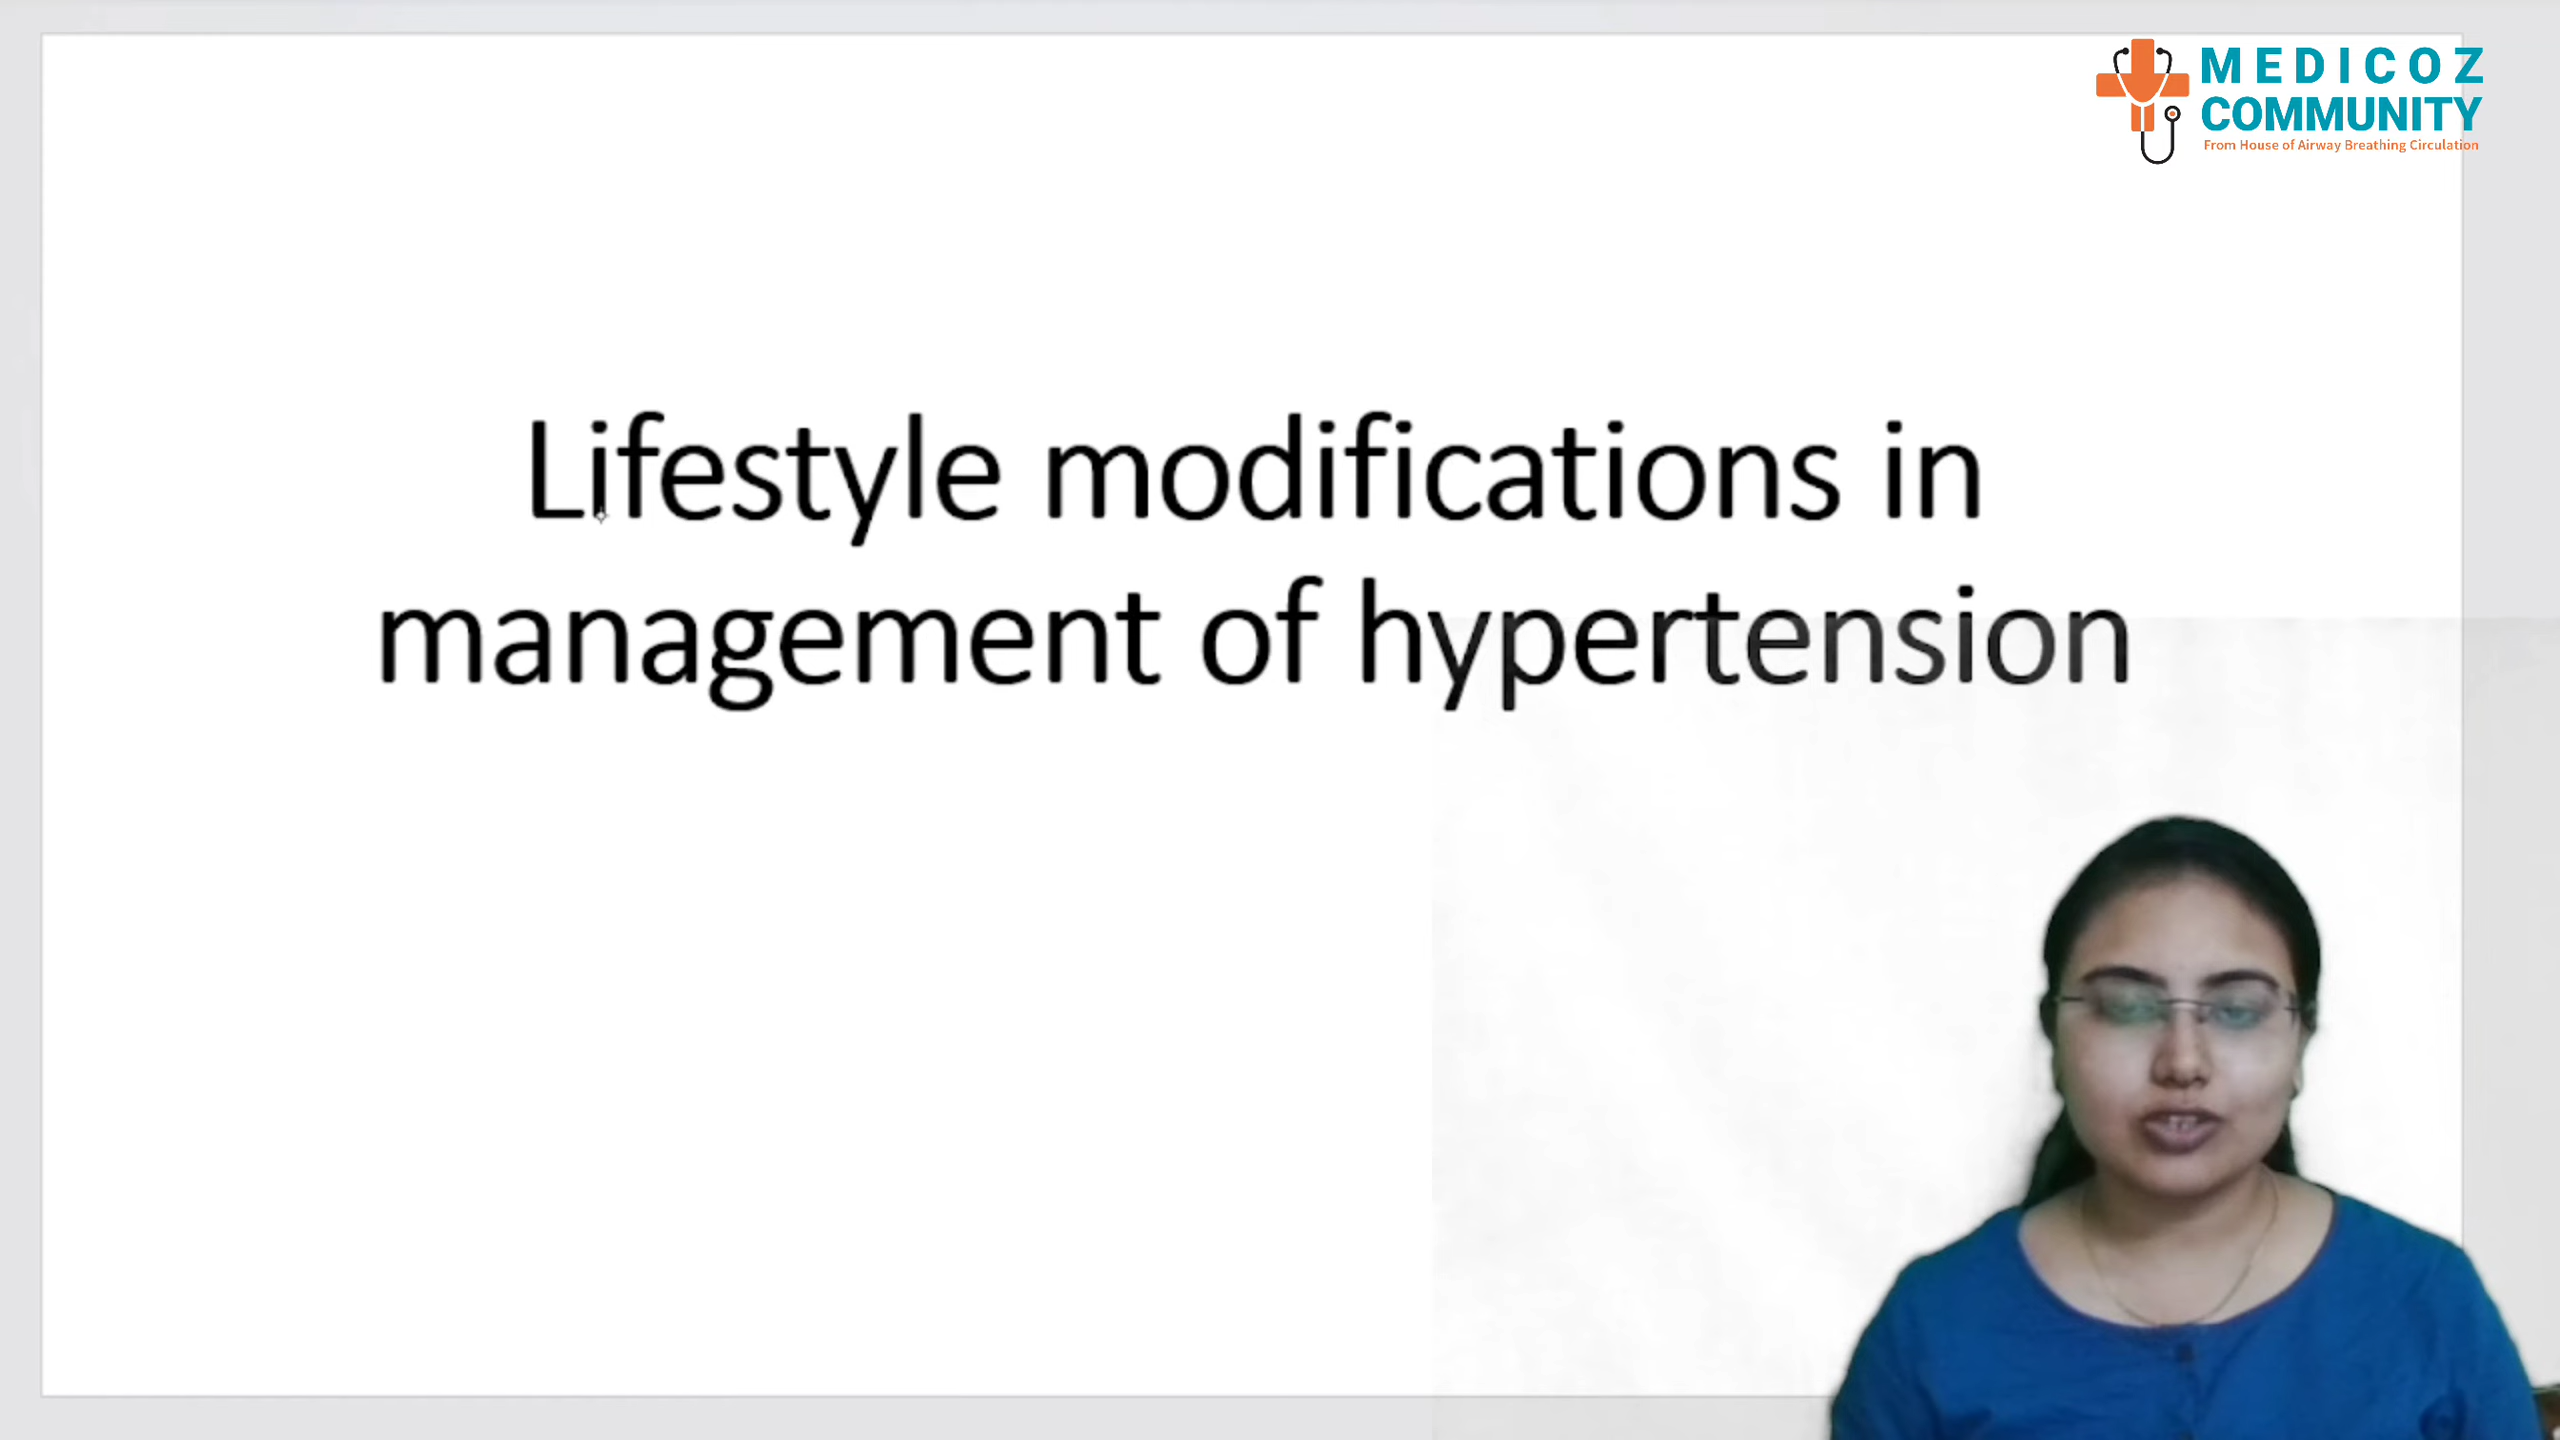 MEDICOZ
COMMUNITY
From House of Airway Breathing Circulation
Lifestyle modifications in
management of hypertension